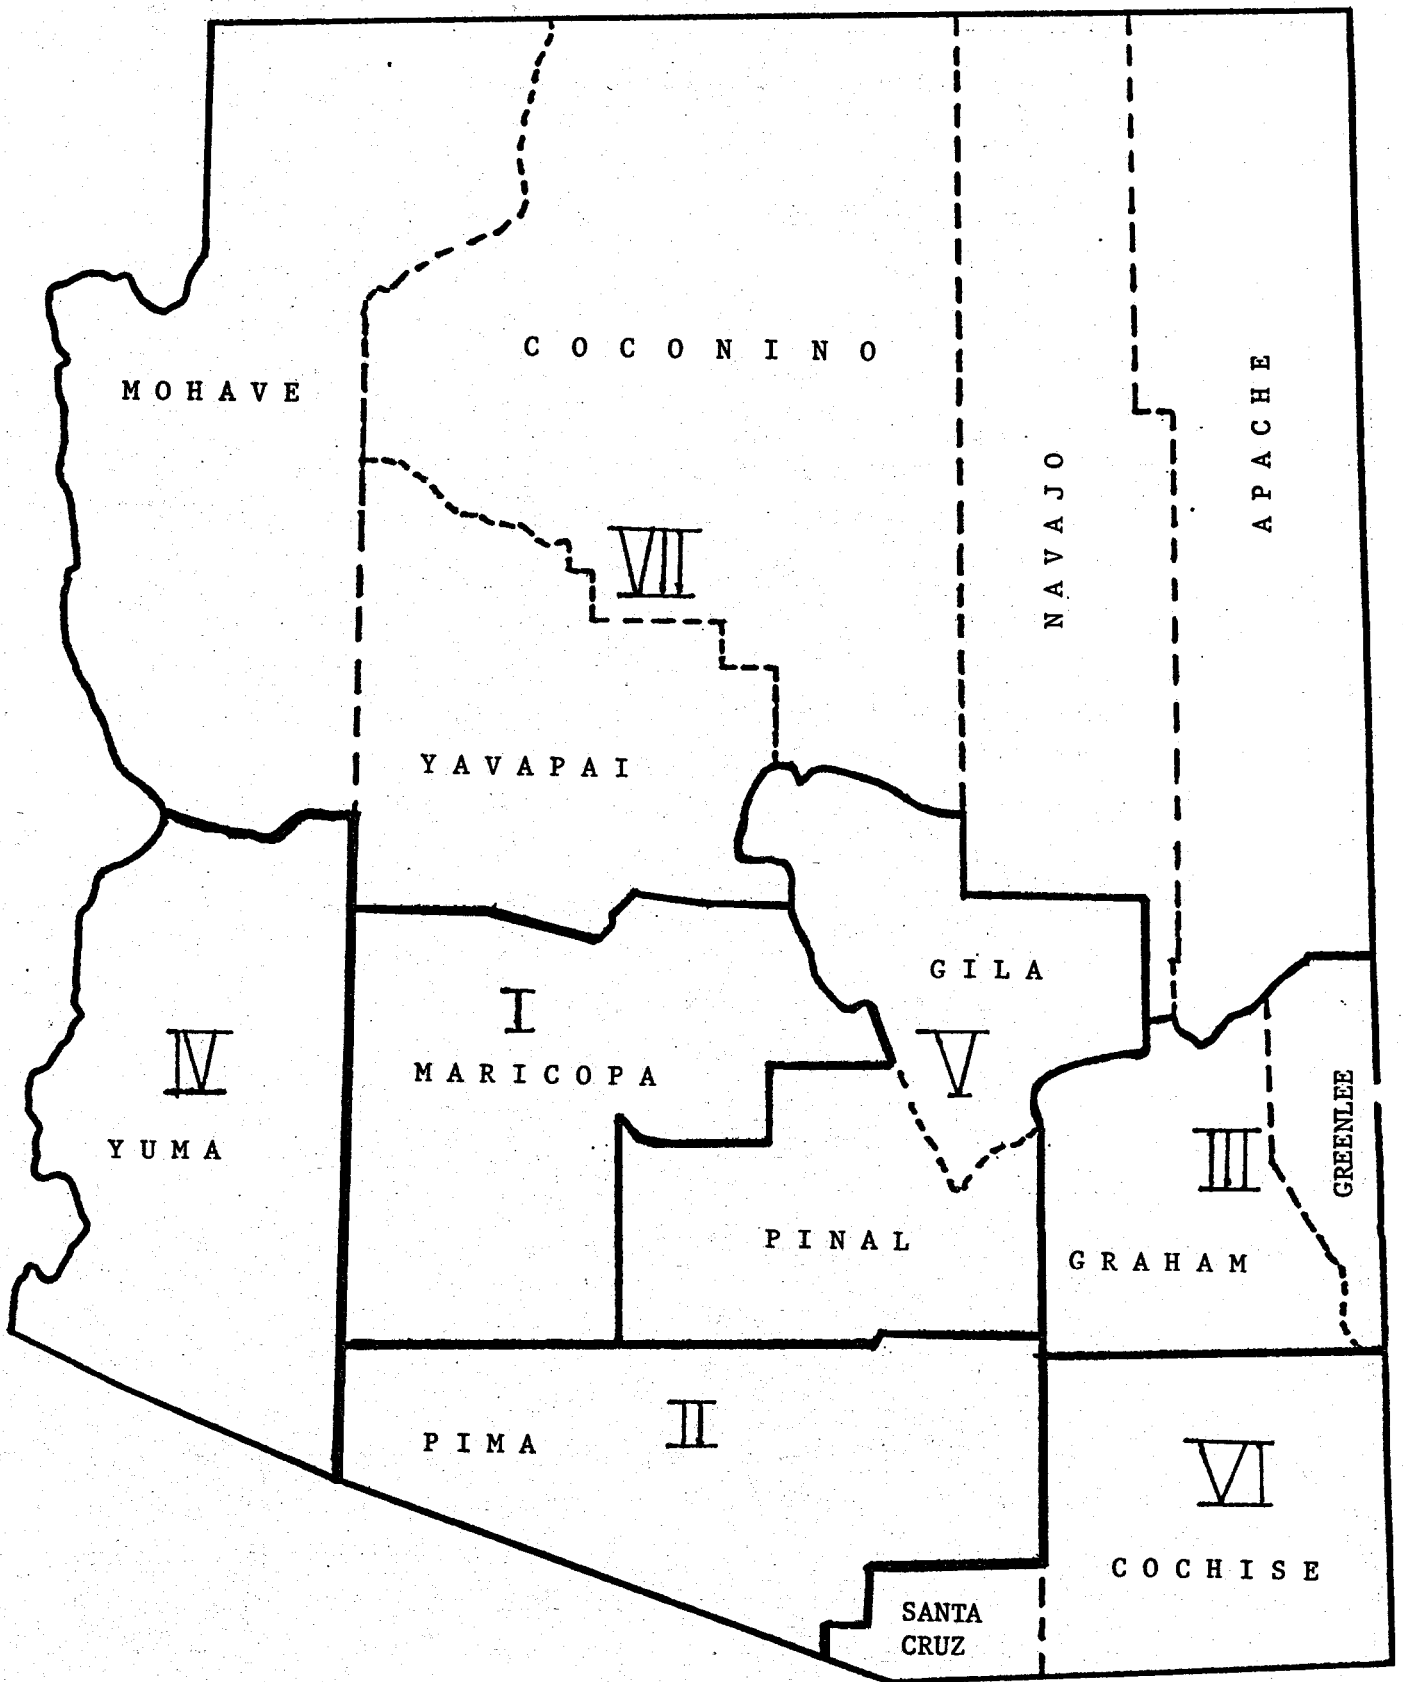 COCONINO
MOHAVE
APACHE
NAVAJO
VII
YAVAPAI
GILA
I
IV
V
MARICOPA
GREENLEE
YUMA
III
PINAL
GRAHAM
II
PIMA
VI
COCHISE
SANTA
CRUZ